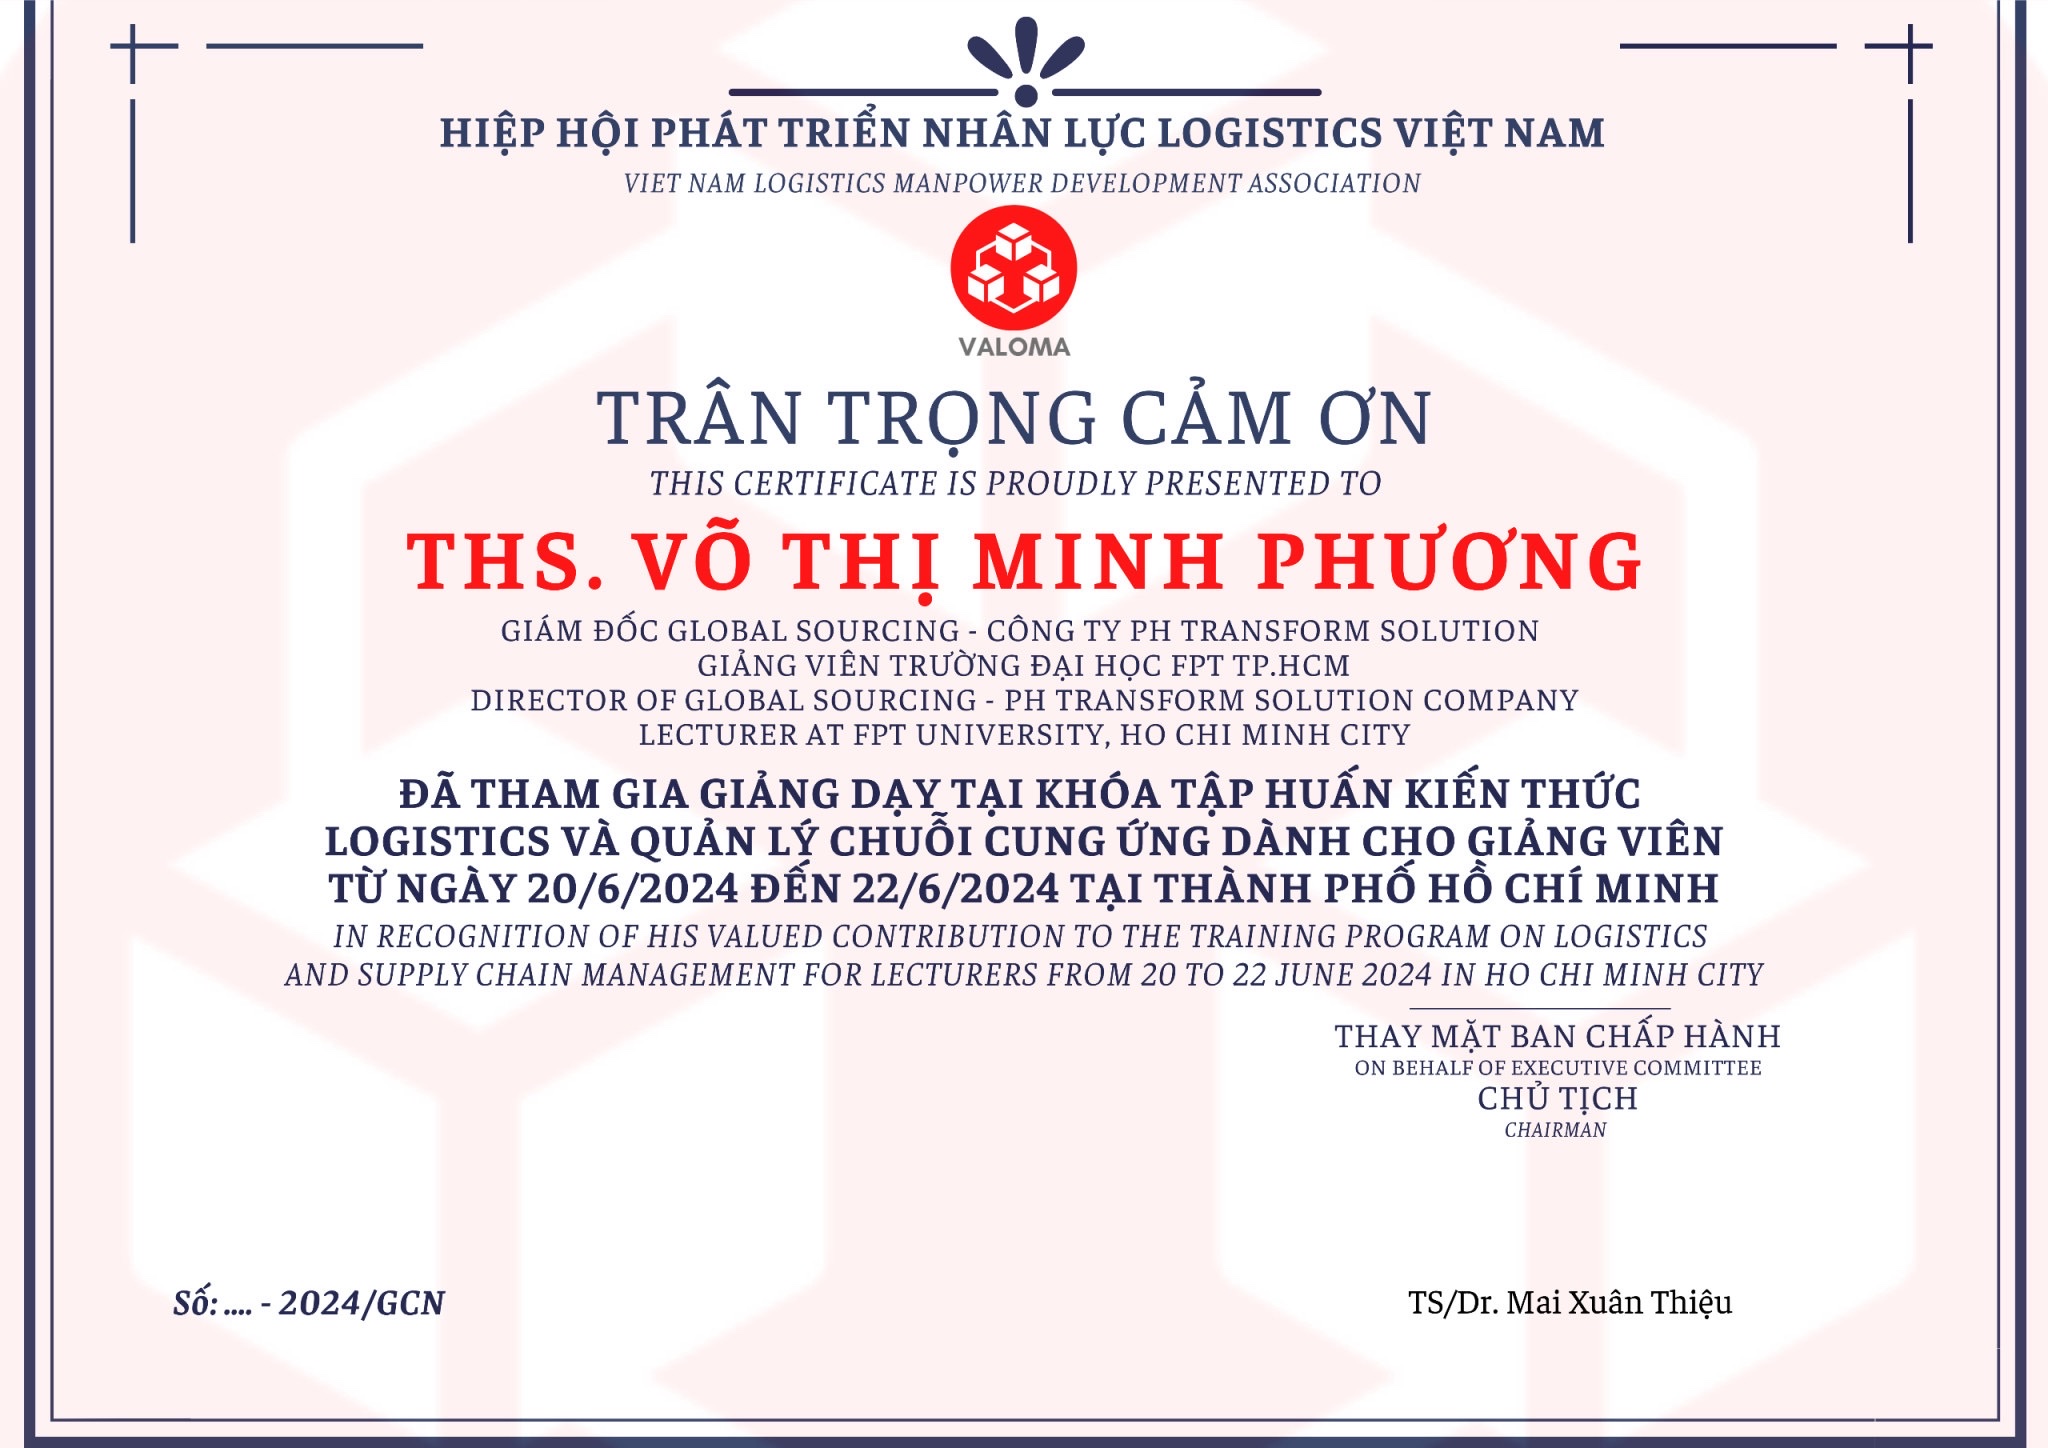 HIỆP HỘI PHÁT TRIỂN NHÂN LỰC LOGISTICS VIỆT NAM
VIET NAM LOGISTICS MANPOWER DEVELOPMENT ASSOCIATION
VALOMA
TRÂN TRỌNG CẢM ƠN
THIS CERTIFICATE IS PROUDLY PRESENTED TO
THS. VÕ THỊ MINH PHƯƠNG
GIÁM ĐỐC GLOBAL SOURCING - CÔNG TY PH TRANSFORM SOLUTION
GIẢNG VIÊN TRƯỜNG ĐẠI HỌC FPT TP.HCM
DIRECTOR OF GLOBAL SOURCING - PH TRANSFORM SOLUTION COMPANY
LECTURER AT FPT UNIVERSITY, HO CHI MINH CITY
ĐÃ THAM GIA GIẢNG DẠY TẠI KHÓA TẬP HUẤN KIẾN THỨC
LOGISTICS VÀ QUẢN LÝ CHUỖI CUNG ỨNG DÀNH CHO GIẢNG VIÊN
TỪ NGÀY 20/6/2024 ĐẾN 22/6/2024 TẠI THÀNH PHỐ HỒ CHÍ MINH
IN RECOGNITION OF HIS VALUED CONTRIBUTION TO THE TRAINING PROGRAM ON LOGISTICS
AND SUPPLY CHAIN MANAGEMENT FOR LECTURERS FROM 20 TO 22 JUNE 2024 IN HO CHI MINH CITY
THAY MẶT BAN CHẤP HÀNH
ON BEHALF OF EXECUTIVE COMMITTEE
CHỦ TỊCH
CHAIRMAN
Số: .... - 2024/GCN
TS/Dr. Mai Xuân Thiệu